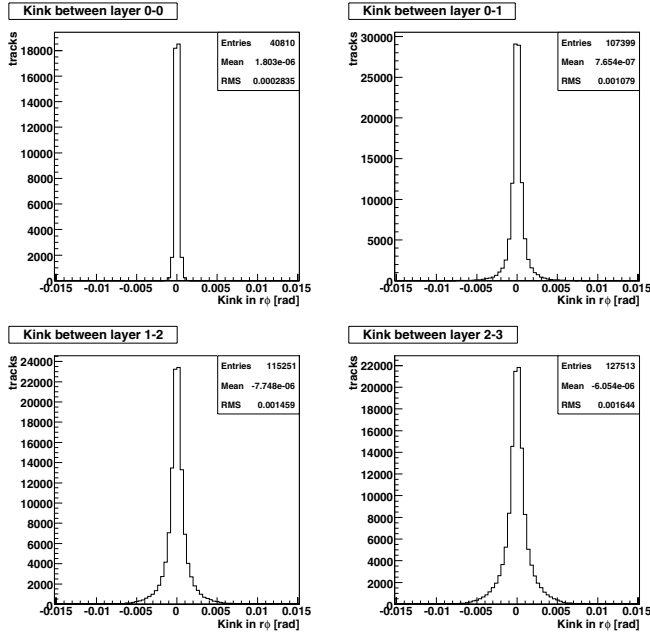 Kink between layer 0-0
tracks
18000
16000
14000
12000
10000
8000
6000
4000
2000
0
Entries 40810
Mean 1.803e-06
RMS 0.0002835
-0.015 -0.01 -0.005 0 0.005 0.01 0.015
Kink in rϕ [rad]
Kink between layer 0-1
tracks
30000
25000
20000
15000
10000
5000
0
Entries 107399
Mean 7.654e-07
RMS 0.001079
-0.015 -0.01 -0.005 0 0.005 0.01 0.015
Kink in rϕ [rad]
Kink between layer 1-2
tracks
24000
22000
20000
18000
16000
14000
12000
10000
8000
6000
4000
2000
0
Entries 115251
Mean -7.748e-06
RMS 0.001459
-0.015 -0.01 -0.005 0 0.005 0.01 0.015
Kink in rϕ [rad]
Kink between layer 2-3
tracks
22000
20000
18000
16000
14000
12000
10000
8000
6000
4000
2000
0
Entries 127513
Mean -6.054e-06
RMS 0.001644
-0.015 -0.01 -0.005 0 0.005 0.01 0.015
Kink in rϕ [rad]